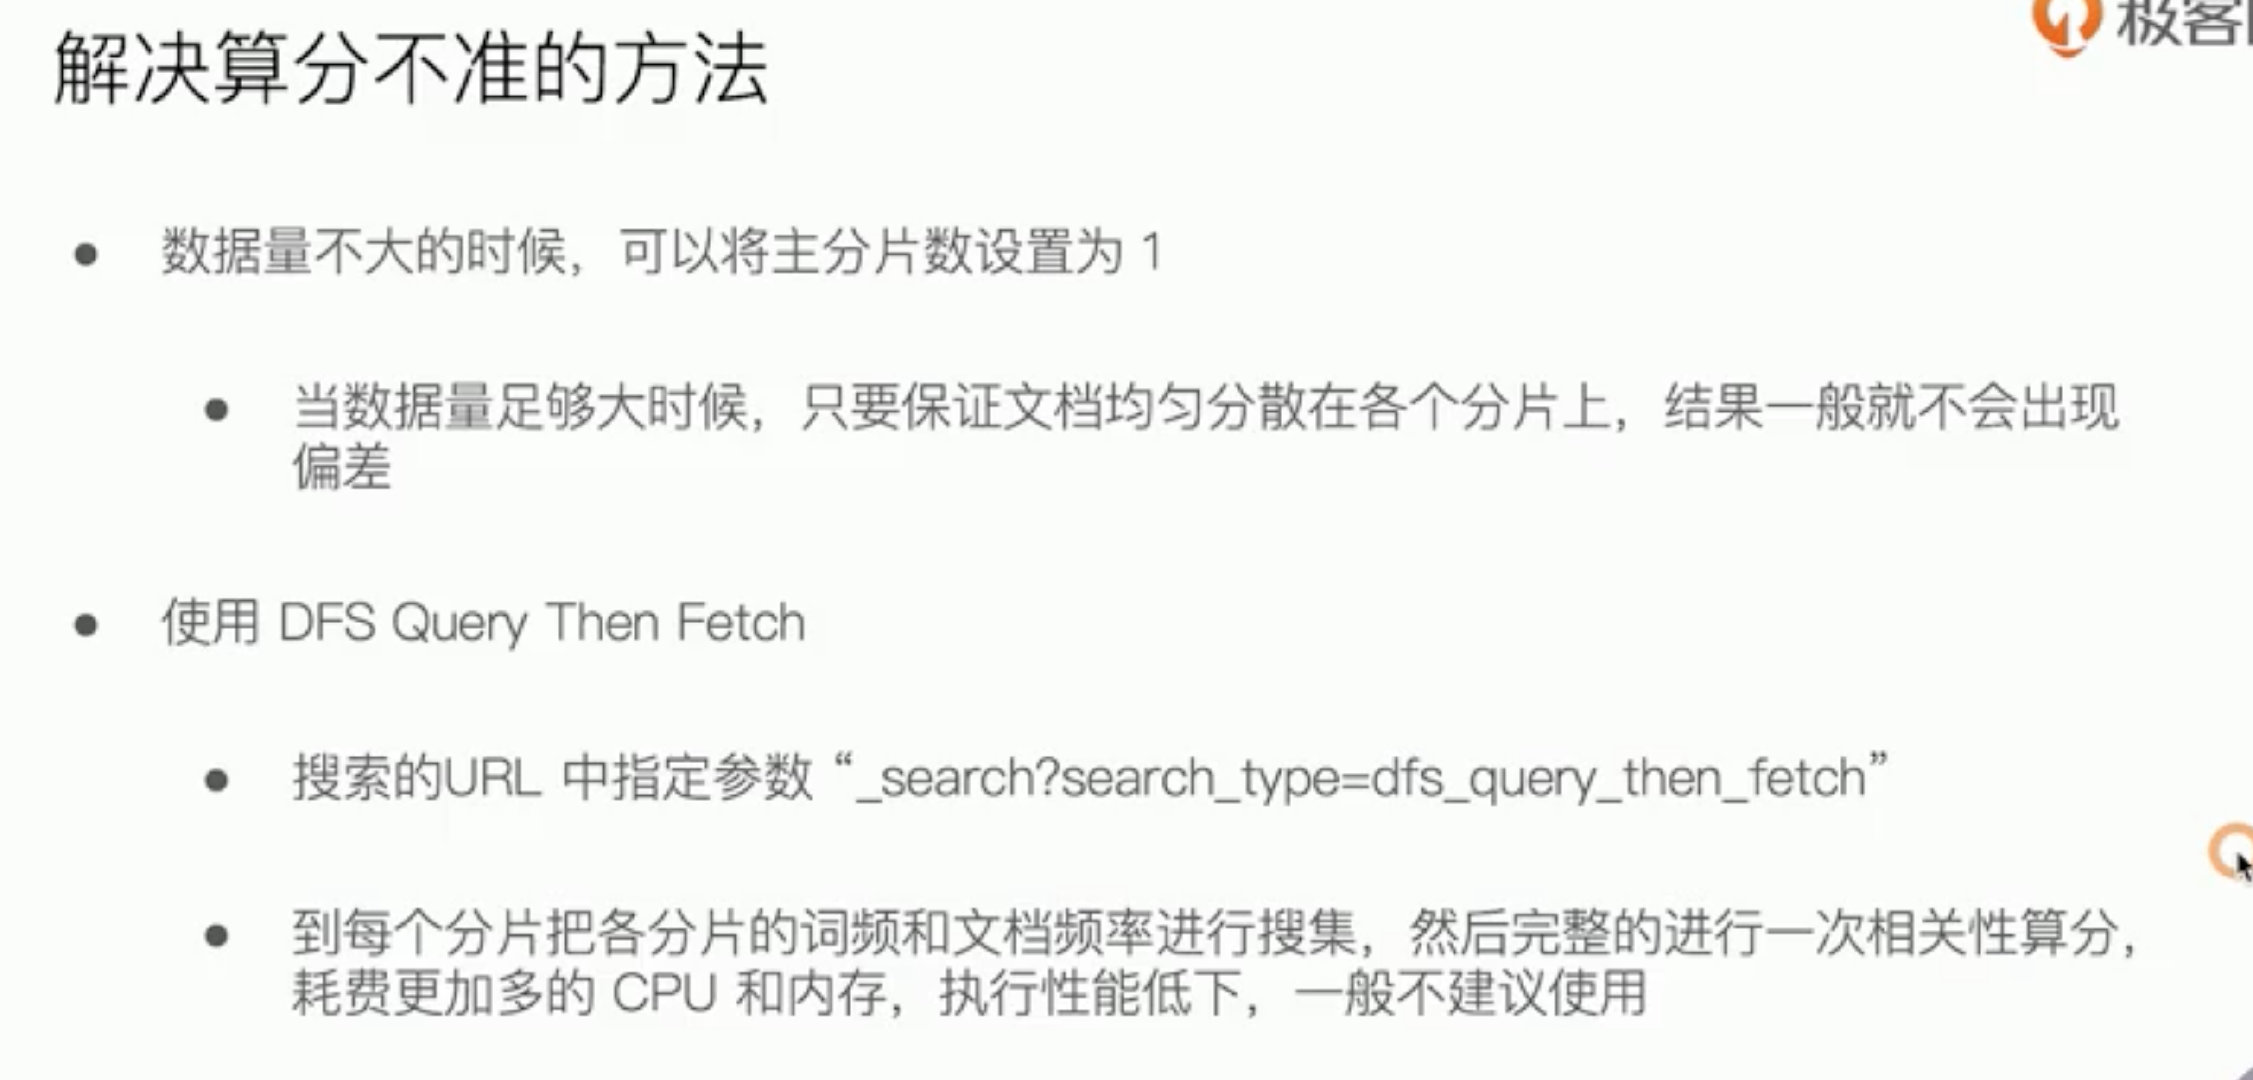 极客
解决算分不准的方法
● 数据量不大的时候，可以将主分片数设置为 1
● 当数据量足够大时候，只要保证文档均匀分散在各个分片上，结果一般就不会出现
偏差
● 使用 DFS Query Then Fetch
● 搜索的URL 中指定参数 “_search?search_type=dfs_query_then_fetch”
● 到每个分片把各分片的词频和文档频率进行搜集，然后完整的进行一次相关性算分，
耗费更加多的 CPU 和内存，执行性能低下，一般不建议使用